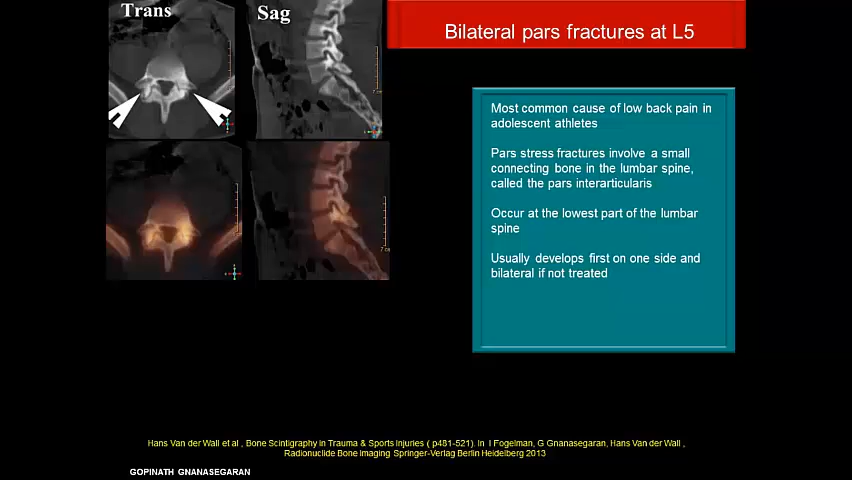 Trans
Sag
Bilateral pars fractures at L5
Most common cause of low back pain in
adolescent athletes
Pars stress fractures involve a small
connecting bone in the lumbar spine,
called the pars interarticularis
Occur at the lowest part of the lumbar
spine
Usually develops first on one side and
bilateral if not treated
Hans Van der Wall et al , Bone Scintigraphy in Trauma & Sports Injuries ( p481-521). In I Fogelman, G Gnanasegaran, Hans Van der Wall ,
Radionuclide Bone Imaging Springer-Verlag Berlin Heidelberg 2013
GOPINATH GNANASEGARAN